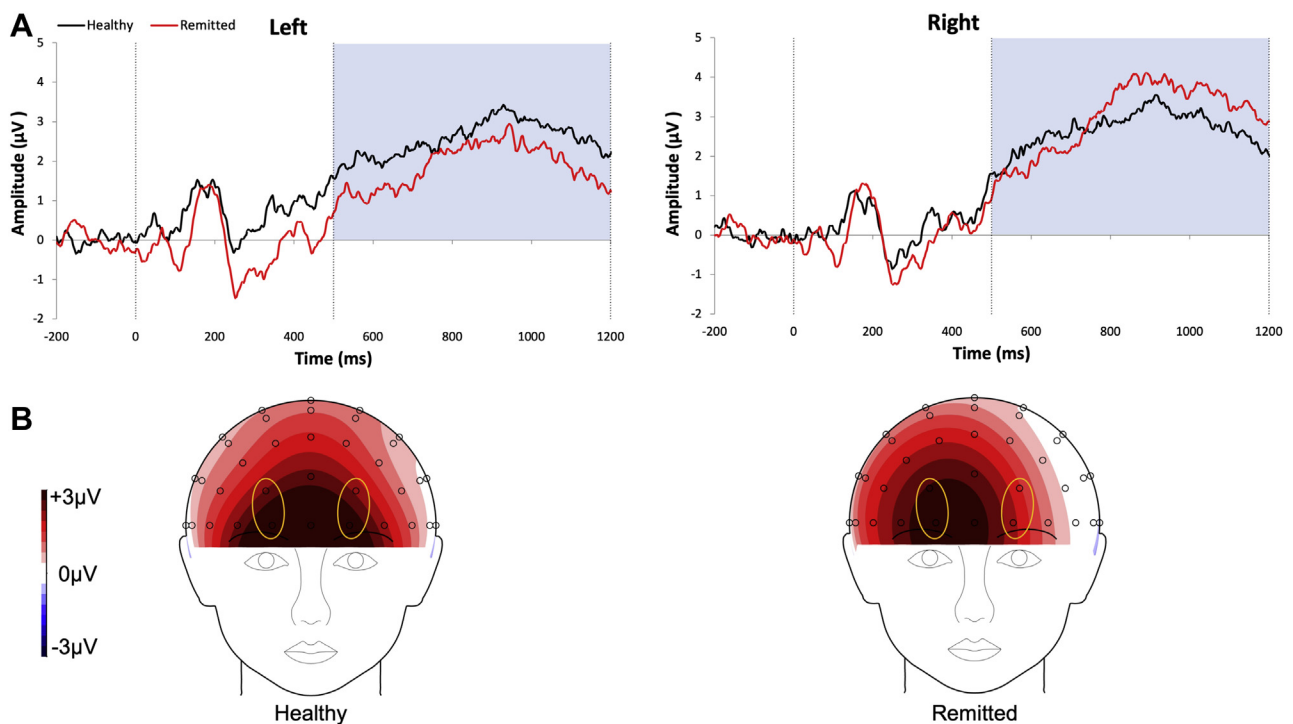 A
Healthy Remitted
Left
Amplitude (µV)
5
4
3
2
1
0
-1
-2
-200 0 200 400 600 800 1000 1200
Time (ms)
Right
Amplitude (µV)
5
4
3
2
1
0
-1
-2
-200 0 200 400 600 800 1000 1200
Time (ms)
B
+3µV
0µV
-3µV
Healthy
Remitted